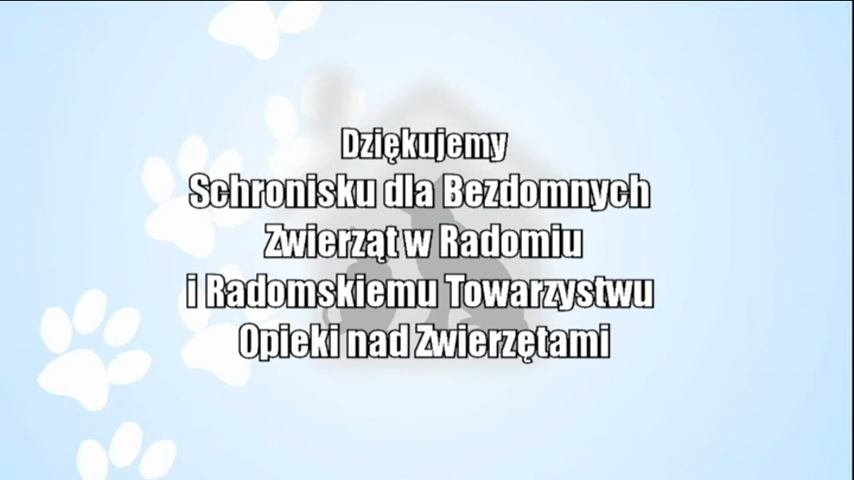 Dziękujemy
Schronisku dla Bezdomnych
Zwierząt w Radomiu
i Radomskiemu Towarzystwu
Opieki nad Zwierzętami